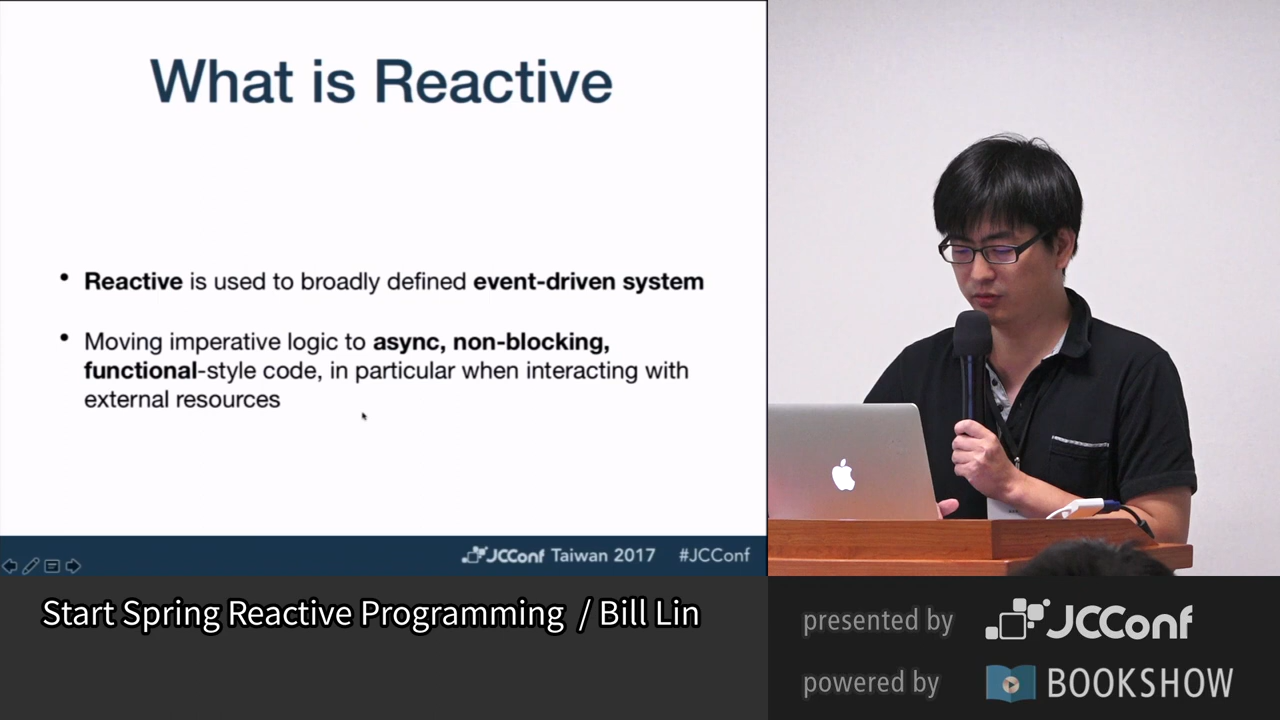 What is Reactive
• Reactive is used to broadly defined event-driven system
• Moving imperative logic to async, non-blocking,
functional-style code, in particular when interacting with
external resources
JCConf Taiwan 2017 #JCConf
Start Spring Reactive Programming / Bill Lin
presented by JCConf
powered by BOOKSHOW